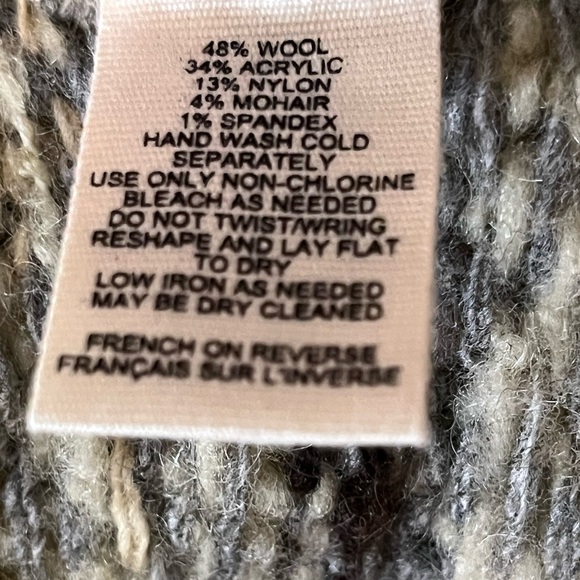 48% WOOL
34% ACRYLIC
13% NYLON
4% MOHAIR
1% SPANDEX
HAND WASH COLD
SEPARATELY
USE ONLY NON-CHLORINE
BLEACH AS NEEDED
DO NOT TWIST/WRING
RESHAPE AND LAY FLAT
TO DRY
LOW IRON AS NEEDED
MAY BE DRY CLEANED
FRENCH ON REVERSE
FRANÇAIS SUR L'INVERSE